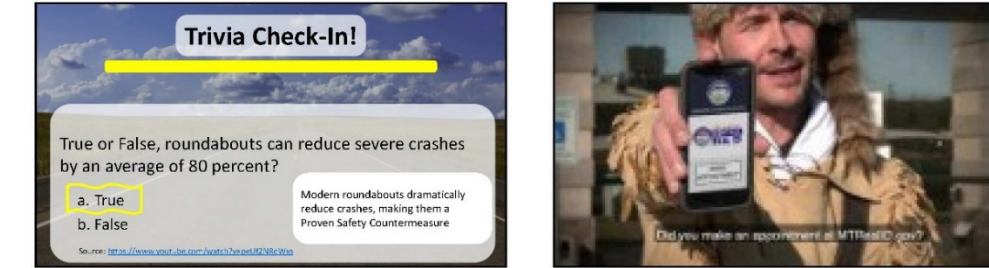 Trivia Check-In!
True or False, roundabouts can reduce severe crashes
by an average of 80 percent?
a. True
b. False
Modern roundabouts dramatically
reduce crashes, making them a
Proven Safety Countermeasure
Source:
Did you make an appointment at MTRealID.gov?